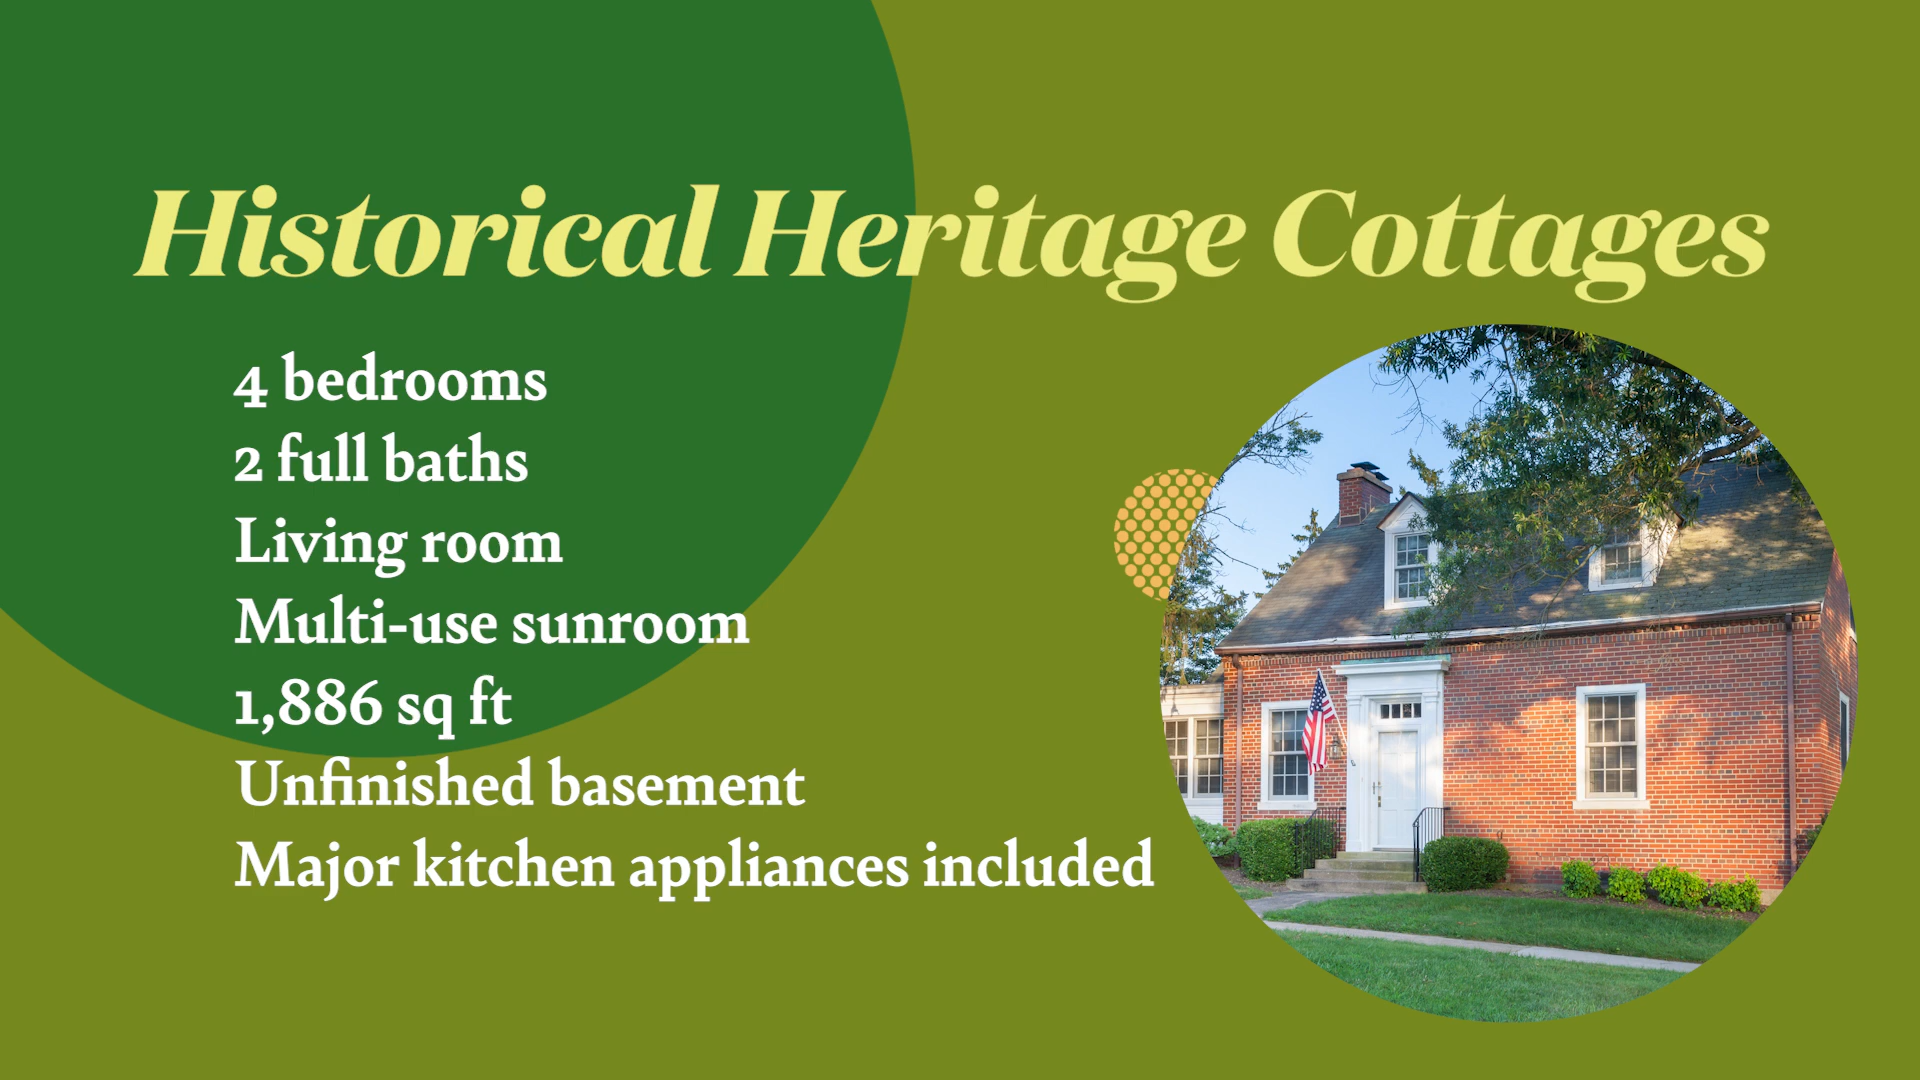 Historical Heritage Cottages
4 bedrooms
2 full baths
Living room
Multi-use sunroom
1,886 sq ft
Unfinished basement
Major kitchen appliances included